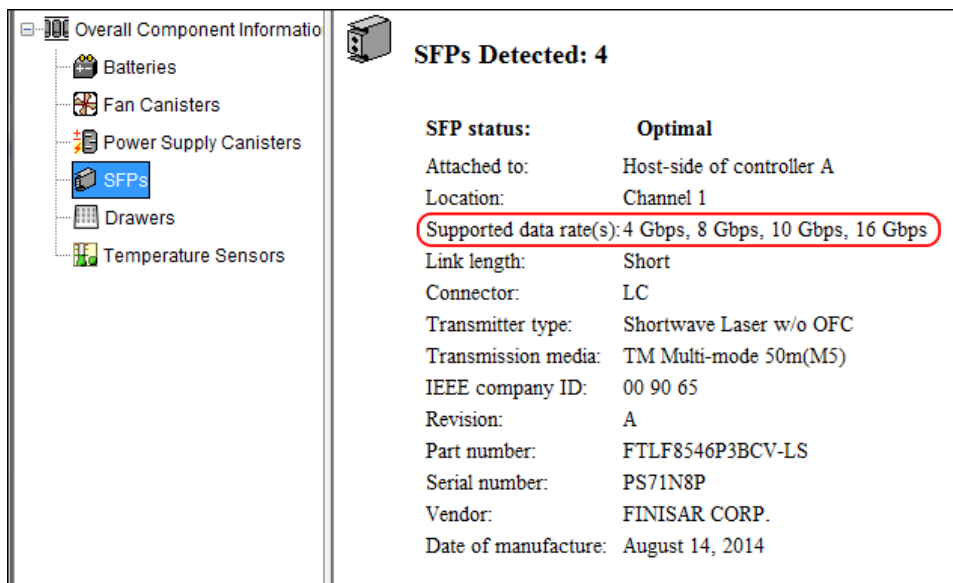 Overall Component Informatio
Batteries
Fan Canisters
Power Supply Canisters
SFPs
Drawers
Temperature Sensors
SFPs Detected: 4
SFP status: Optimal
Attached to: Host-side of controller A
Location: Channel 1
Supported data rate(s): 4 Gbps, 8 Gbps, 10 Gbps, 16 Gbps
Link length: Short
Connector: LC
Transmitter type: Shortwave Laser w/o OFC
Transmission media: TM Multi-mode 50m(M5)
IEEE company ID: 00 90 65
Revision: A
Part number: FTLF8546P3BCV-LS
Serial number: PS71N8P
Vendor: FINISAR CORP.
Date of manufacture: August 14, 2014